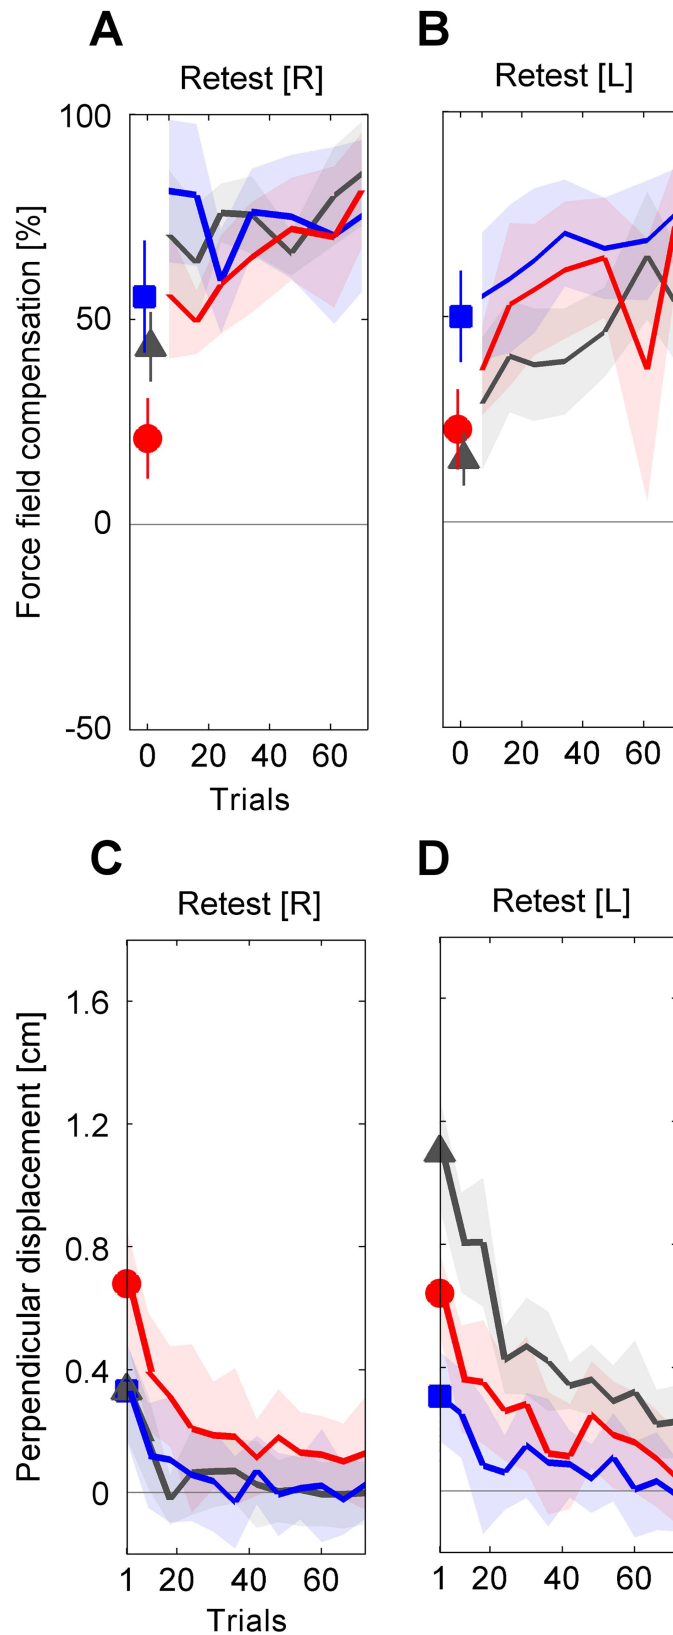 A
B
Retest [R]
Retest [L]
Force field compensation [%]
100
50
0
-50
0 20 40 60
0 20 40 60
Trials
C
D
Retest [R]
Retest [L]
Perpendicular displacement [cm]
1.6
1.2
0.8
0.4
0
1 20 40 60
1 20 40 60
Trials